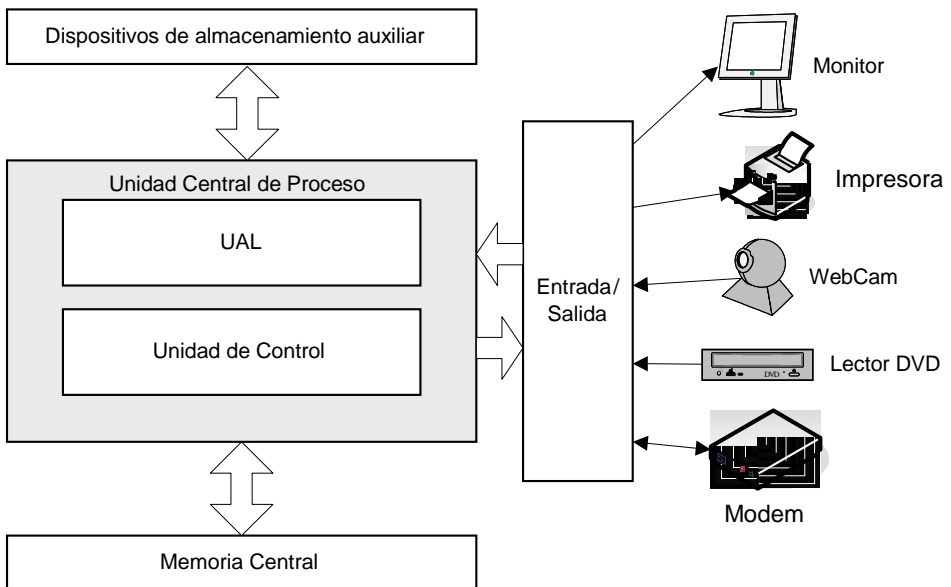 Dispositivos de almacenamiento auxiliar
Unidad Central de Proceso
UAL
Unidad de Control
Memoria Central
Entrada/
Salida
Monitor
Impresora
WebCam
Lector DVD
DVD
Modem